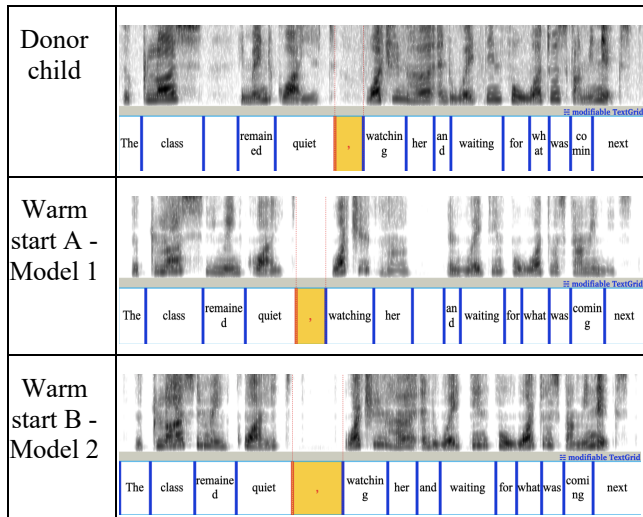 Donor
child
☵ modifiable TextGrid
The class remain
ed quiet , watchin
g her an
d waiting for wh
at was co
min next
Warm
start A -
Model 1
☵ modifiable TextGrid
The class remaine
d quiet , watching her an
d waiting for what was comin
g next
Warm
start B -
Model 2
☵ modifiable TextGrid
The class remaine
d quiet , watchin
g her and waiting for what was comi
ng next